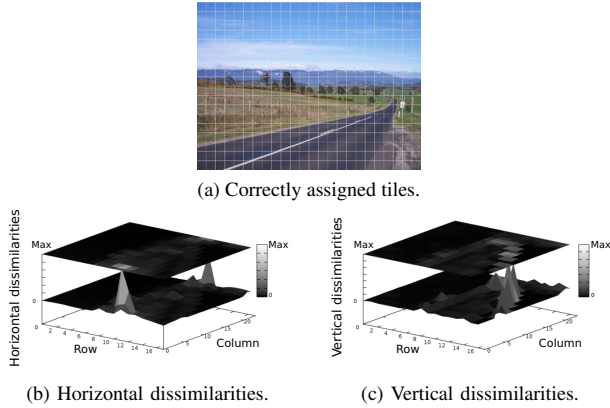 (a) Correctly assigned tiles.
Horizontal dissimilarities
Max
0
0
2
4
6
8
10
12
14
16
Row
0
5
10
15
20
Column
Max
0
(b) Horizontal dissimilarities.
Vertical dissimilarities
Max
0
0
2
4
6
8
10
12
14
16
Row
0
5
10
15
20
Column
Max
0
(c) Vertical dissimilarities.